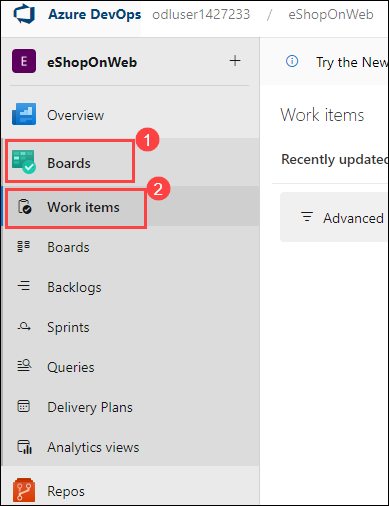 Azure DevOps odluser1427233 / eShopOnWeb
E eShopOnWeb +
Try the New
Overview
Work items
1
Boards
Recently updated
2
Work items
Advanced
Boards
Backlogs
Sprints
Queries
Delivery Plans
Analytics views
Repos